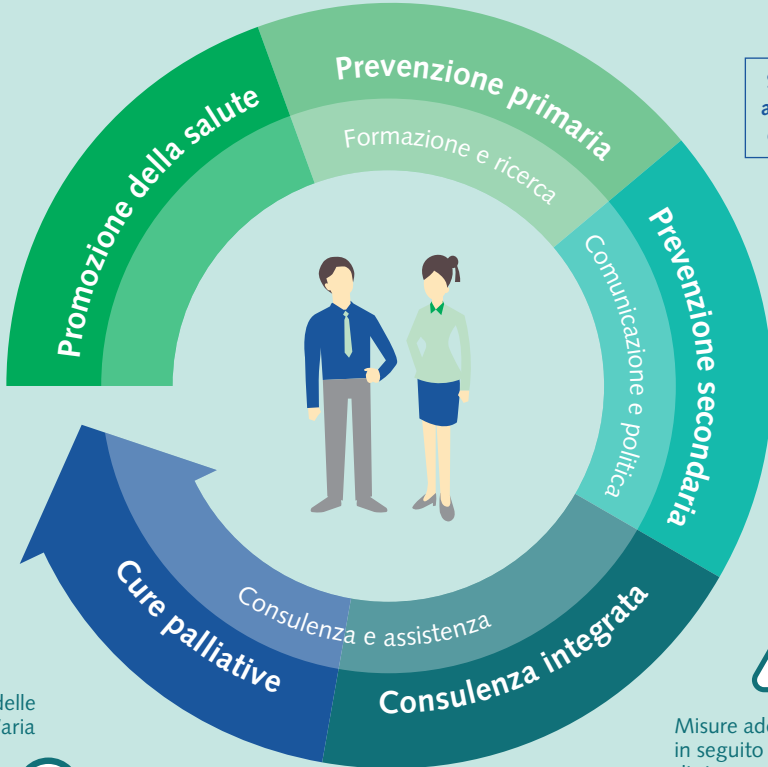 Promozione della salute
Prevenzione primaria
Formazione e ricerca
Prevenzione secondaria
Comunicazione e politica
Consulenza integrata
Consulenza e assistenza
Cure palliative
delle
aria
Misure ad
in seguito